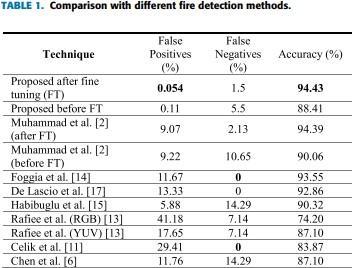 TABLE 1. Comparison with different fire detection methods.
Technique False Positives (%) False Negatives (%) Accuracy (%)
Proposed after fine tuning (FT) 0.054 1.5 94.43
Proposed before FT 0.11 5.5 88.41
Muhammad et al. [2] (after FT) 9.07 2.13 94.39
Muhammad et al. [2] (before FT) 9.22 10.65 90.06
Foggia et al. [14] 11.67 0 93.55
De Lascio et al. [17] 13.33 0 92.86
Habibuglu et al. [15] 5.88 14.29 90.32
Rafiee et al. (RGB) [13] 41.18 7.14 74.20
Rafiee et al. (YUV) [13] 17.65 7.14 87.10
Celik et al. [11] 29.41 0 83.87
Chen et al. [6] 11.76 14.29 87.10